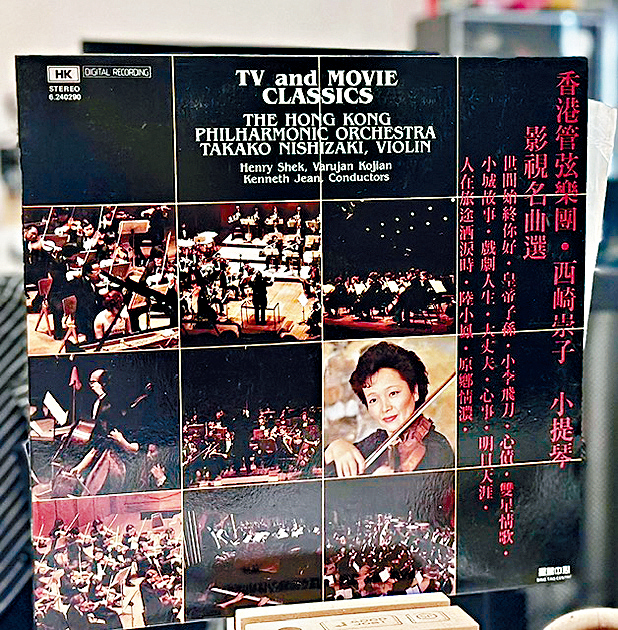 HK DIGITAL RECORDING
STEREO
6.240290
TV and MOVIE
CLASSICS
THE HONG KONG
PHILHARMONIC ORCHESTRA
TAKAKO NISHIZAKI, VIOLIN
Henry Shek, Varujan Kojian
Kenneth Jean, Conductors
香港管弦樂團・西崎崇子 小提琴
影視名曲選
世間始終你好・皇帝子孫・小李飛刀・心債・雙星情歌・
小城故事・戲劇人生・大丈夫・心事・明日天涯・
人在旅途洒淚時・陸小鳳・原鄉情濃・